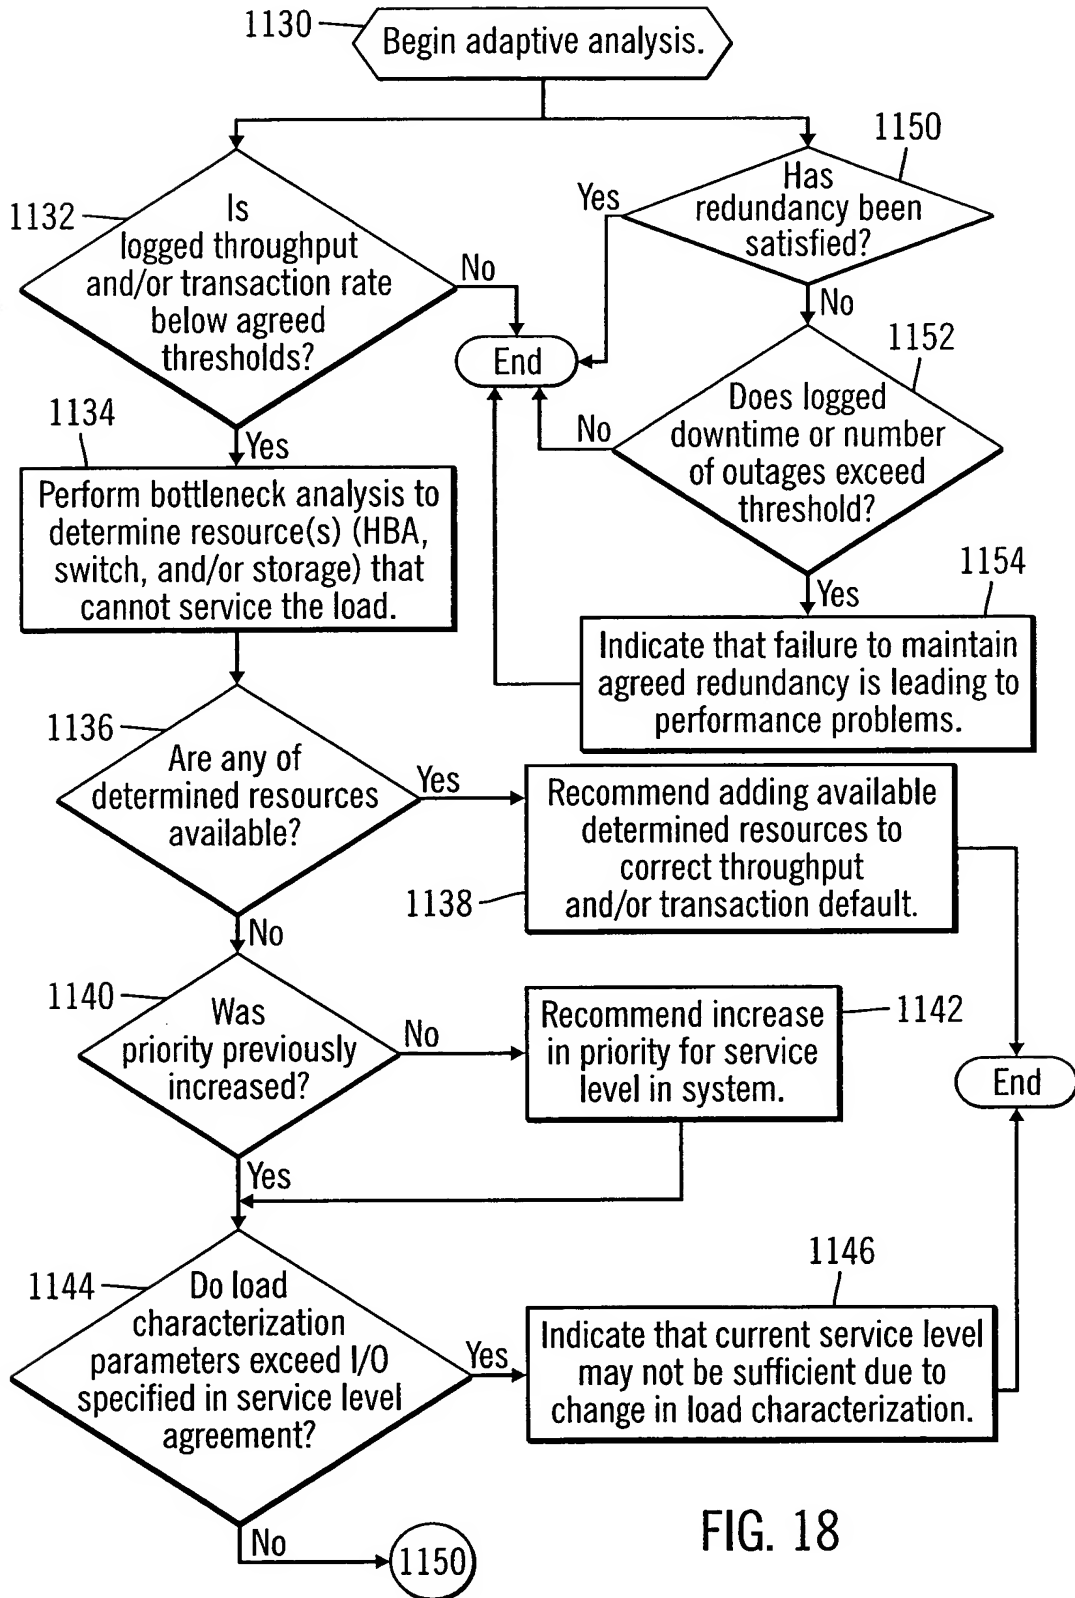 1130
Begin adaptive analysis.
1132
Is
logged throughput
and/or transaction rate
below agreed
thresholds?
No
Yes
1150
Has
redundancy been
satisfied?
Yes
No
End
1152
Does logged
downtime or number
of outages exceed
threshold?
No
Yes
1134
Perform bottleneck analysis to
determine resource(s) (HBA,
switch, and/or storage) that
cannot service the load.
1154
Indicate that failure to maintain
agreed redundancy is leading to
performance problems.
1136
Are any of
determined resources
available?
Yes
No
Recommend adding available
determined resources to
correct throughput
and/or transaction default.
1138
1140
Was
priority previously
increased?
No
Yes
Recommend increase
in priority for service
level in system.
1142
End
1144
Do load
characterization
parameters exceed I/O
specified in service level
agreement?
Yes
No
1146
Indicate that current service level
may not be sufficient due to
change in load characterization.
1150
FIG. 18